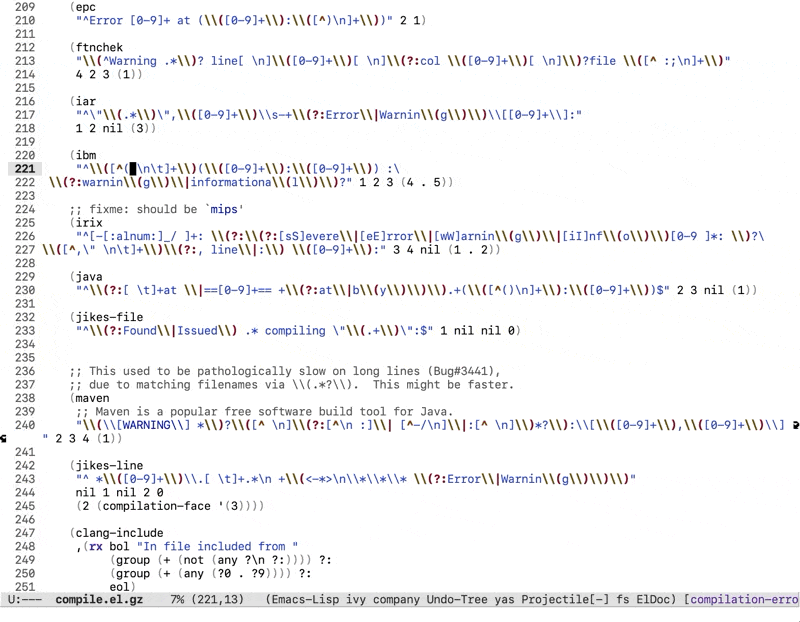 209     (epc
210      "^Error [0-9]+ at (\\([0-9]+\\):\\([^)\n]+\\))" 2 1)
211
212     (ftnchek
213      "\\(^Warning .*\\)? line[ \n]\\([0-9]+\\)[ \n]\\(?:col \\([0-9]+\\)[ \n]\\)?file \\([^ :;\n]+\\)"
214      4 2 3 (1))
215
216     (iar
217      "^\"\\(.*\\)\",\\([0-9]+\\)\\s-+\\(?:Error\\|Warnin\\(g\\)\\)\\[[0-9]+\\]:"
218      1 2 nil (3))
219
220     (ibm
221      "^\\([^( \n\t]+\\)(\\([0-9]+\\):\\([0-9]+\\)) :\
222 \\(?:warnin\\(g\\)\\|informationa\\(l\\)\\)?" 1 2 3 (4 . 5))
223
224     ;; fixme: should be `mips'
225     (irix
226      "^[-[:alnum:]_/ ]+: \\(?:\\(?:[sS]evere\\|[eE]rror\\|[wW]arnin\\(g\\)\\|[iI]nf\\(o\\)\\)[0-9 ]*: \\)?\
227 \\([^,\" \n\t]+\\)\\(?:, line\\|:\\) \\([0-9]+\\):" 3 4 nil (1 . 2))
228
229     (java
230      "^\\(?:[ \t]+at \\|==[0-9]+== +\\(?:at\\|b\\(y\\)\\)\\).+(\\([^()\n]+\\):\\([0-9]+\\))$" 2 3 nil (1))
231
232     (jikes-file
233      "^\\(?:Found\\|Issued\\) .* compiling \"\\(.+\\)\":$" 1 nil nil 0)
234
235
236     ;; This used to be pathologically slow on long lines (Bug#3441),
237     ;; due to matching filenames via \\(.*?\\).  This might be faster.
238     (maven
239      ;; Maven is a popular free software build tool for Java.
240      "\\(\\[WARNING\\] *\\)?\\([^ \n]\\(?:[^\n :]\\| [^-/\n]\\|:[^ \n]\\)*?\\):\\[\\([0-9]+\\),\\([0-9]+\\)\\]
" 2 3 4 (1))
241
242     (jikes-line
243      "^ *\\([0-9]+\\)\\.[ \t]+.*\n +\\(<-*>\n\\*\\*\\* \\(?:Error\\|Warnin\\(g\\)\\)\\)"
244      nil 1 nil 2 0
245      (2 (compilation-face '(3))))
246
247     (clang-include
248      ,(rx bol "In file included from "
249           (group (+ (not (any ?\n ?:)))) ?:
250           (group (+ (any (?0 . ?9)))) ?:
251           eol)
U:---  compile.el.gz    7% (221,13)   (Emacs-Lisp ivy company Undo-Tree yas Projectile[-] fs ElDoc) [compilation-erro